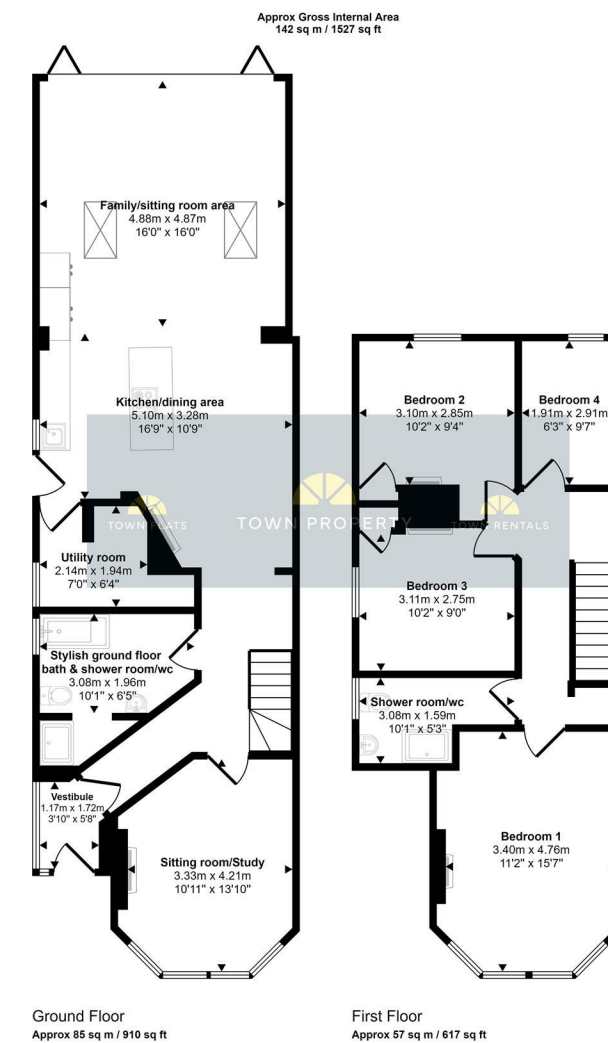 Approx Gross Internal Area
142 sq m / 1527 sq ft
Family/sitting room area
4.88m x 4.87m
16'0" x 16'0"
Kitchen/dining area
5.10m x 3.28m
16'9" x 10'9"
Bedroom 2
3.10m x 2.85m
10'2" x 9'4"
Bedroom 4
1.91m x 2.91m
6'3" x 9'7"
TOWN FLATS
TOWN PROPERTY
TOWN RENTALS
Utility room
2.14m x 1.94m
7'0" x 6'4"
Bedroom 3
3.11m x 2.75m
10'2" x 9'0"
Stylish ground floor
bath & shower room/wc
3.08m x 1.96m
10'1" x 6'5"
Shower room/wc
3.08m x 1.59m
10'1" x 5'3"
Vestibule
1.17m x 1.72m
3'10" x 5'8"
Sitting room/Study
3.33m x 4.21m
10'11" x 13'10"
Bedroom 1
3.40m x 4.76m
11'2" x 15'7"
Ground Floor
Approx 85 sq m / 910 sq ft
First Floor
Approx 57 sq m / 617 sq ft